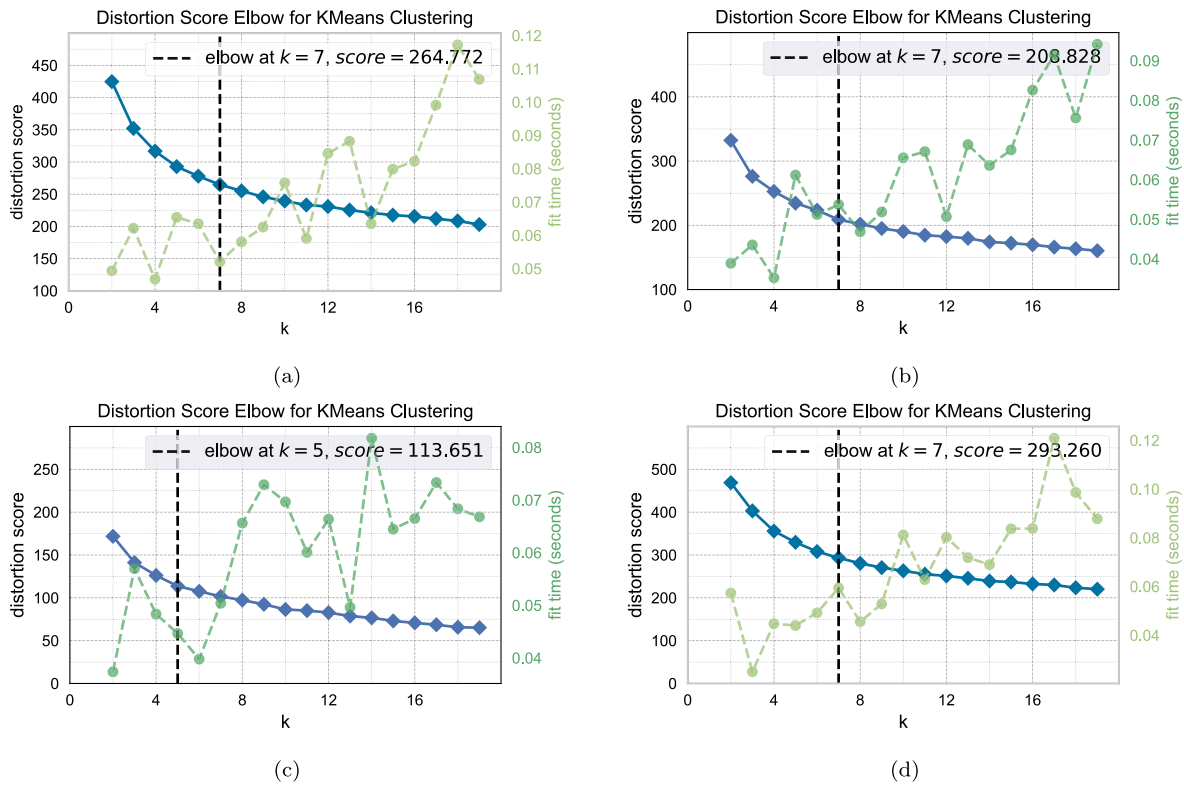 Distortion Score Elbow for KMeans Clustering
elbow at k = 7, score = 264.772
distortion score
450
400
350
300
250
200
150
100
0
4
8
12
16
k
0.12
0.11
0.10
0.09
0.08
0.07
0.06
0.05
fit time (seconds)
(a)
Distortion Score Elbow for KMeans Clustering
elbow at k = 7, score = 208.828
distortion score
400
300
200
100
0
4
8
12
16
k
0.09
0.08
0.07
0.06
0.05
0.04
fit time (seconds)
(b)
Distortion Score Elbow for KMeans Clustering
elbow at k = 5, score = 113.651
distortion score
250
200
150
100
50
0
0
4
8
12
16
k
0.08
0.07
0.06
0.05
0.04
fit time (seconds)
(c)
Distortion Score Elbow for KMeans Clustering
elbow at k = 7, score = 293.260
distortion score
500
400
300
200
100
0
0
4
8
12
16
k
0.12
0.10
0.08
0.06
0.04
fit time (seconds)
(d)